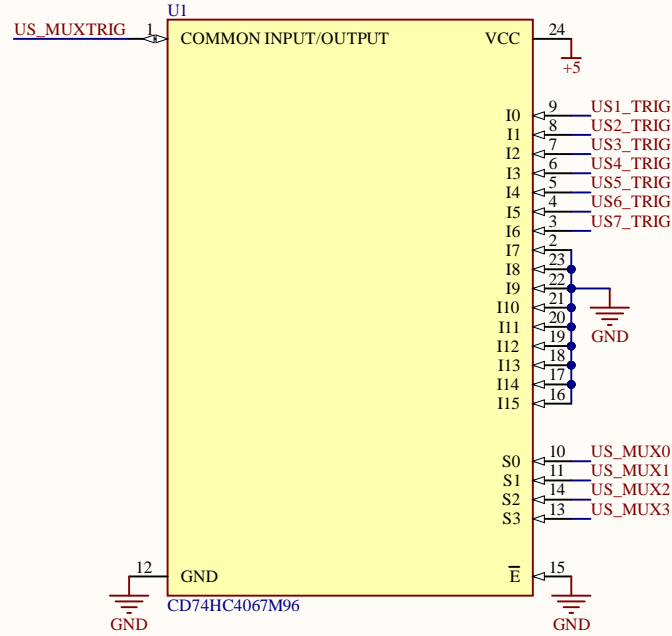 U1
US_MUXTRIG 1 COMMON INPUT/OUTPUT VCC 24
+5
I0 9 US1_TRIG
I1 8 US2_TRIG
I2 7 US3_TRIG
I3 6 US4_TRIG
I4 5 US5_TRIG
I5 4 US6_TRIG
I6 3 US7_TRIG
I7 2
I8 23
I9 22
I10 21
I11 20
GND
I12 19
I13 18
I14 17
I15 16
S0 10 US_MUX0
S1 11 US_MUX1
S2 14 US_MUX2
S3 13 US_MUX3
12 GND E 15
CD74HC4067M96
GND GND